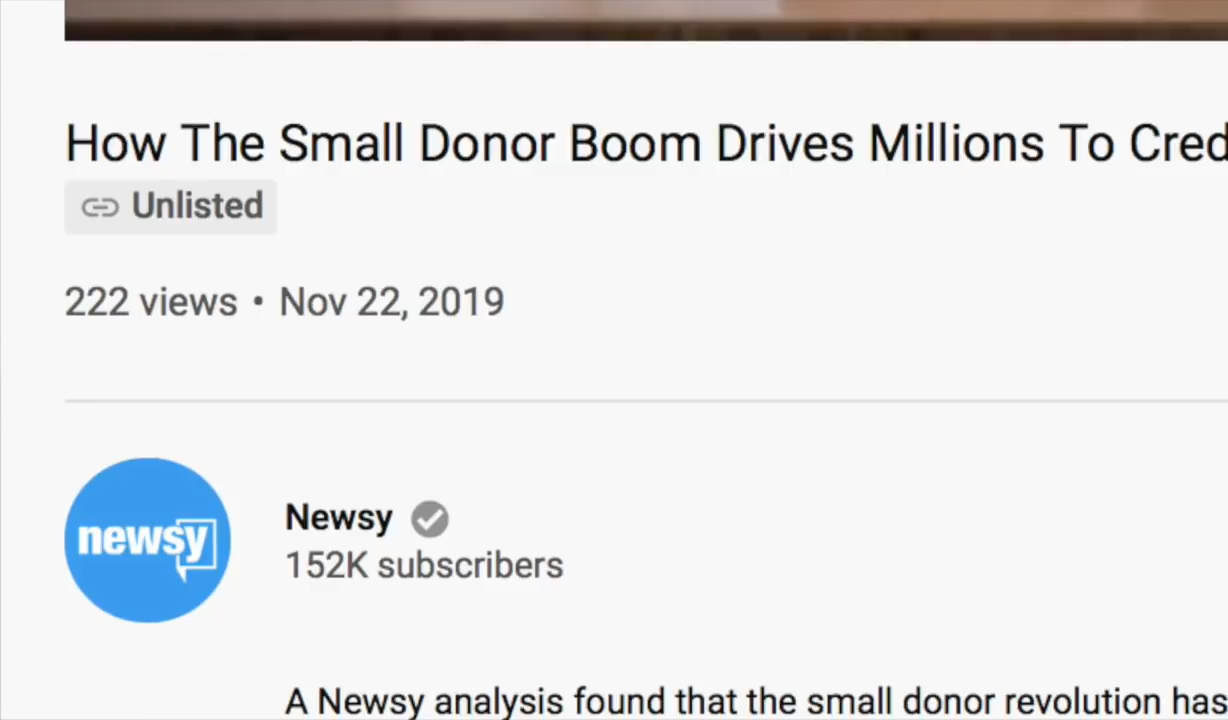 How The Small Donor Boom Drives Millions To Cred
Unlisted
222 views • Nov 22, 2019
newsy
Newsy
152K subscribers
A Newsy analysis found that the small donor revolution has